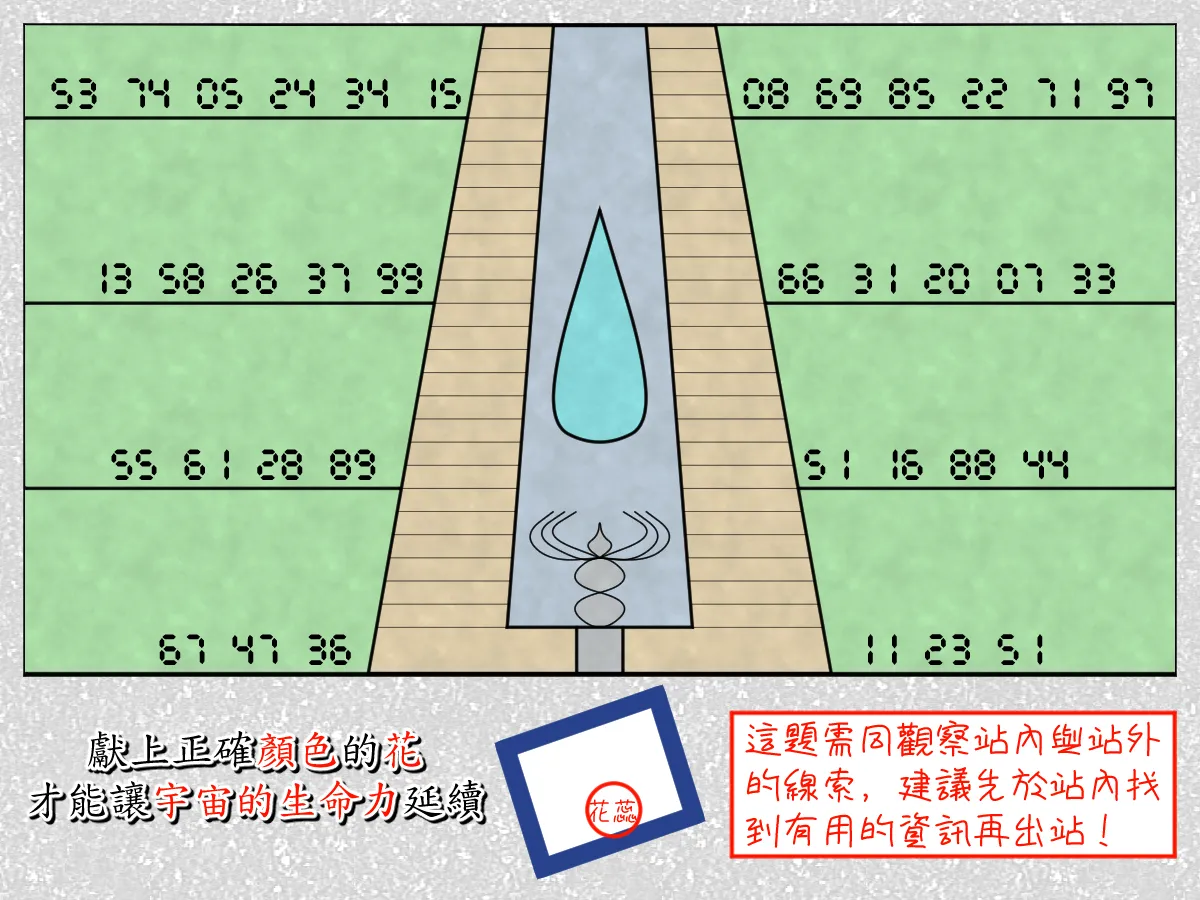 53 74 05 24 34 15
08 69 85 22 71 97
13 58 26 37 99
66 31 20 07 33
55 61 28 89
51 16 88 44
67 47 36
11 23 51
獻上正確顏色的花
才能讓宇宙的生命力延續
花蕊
這題需同觀察站內與站外
的線索，建議先於站內找
到有用的資訊再出站！